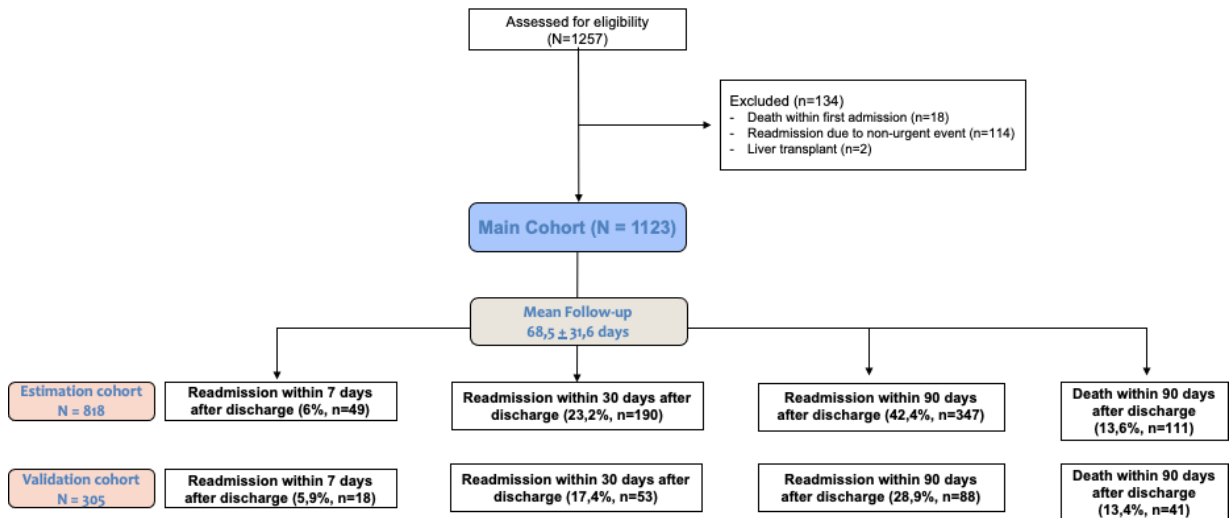 Assessed for eligibility
(N=1257)
Excluded (n=134)
- Death within first admission (n=18)
- Readmission due to non-urgent event (n=114)
- Liver transplant (n=2)
Main Cohort (N = 1123)
Mean Follow-up
68,5 ± 31,6 days
Estimation cohort
N = 818
Readmission within 7 days
after discharge (6%, n=49)
Readmission within 30 days after
discharge (23,2%, n=190)
Readmission within 90 days
after discharge (42,4%, n=347)
Death within 90 days
after discharge
(13,6%, n=111)
Validation cohort
N = 305
Readmission within 7 days
after discharge (5,9%, n=18)
Readmission within 30 days after
discharge (17,4%, n=53)
Readmission within 90 days
after discharge (28,9%, n=88)
Death within 90 days
after discharge
(13,4%, n=41)